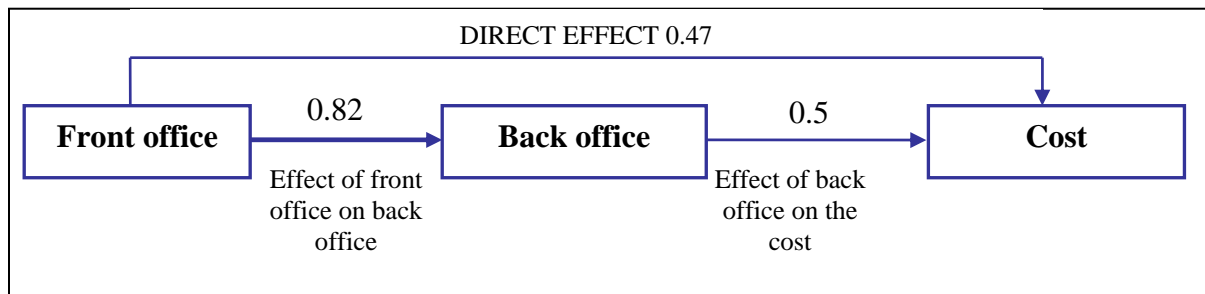 DIRECT EFFECT 0.47
0.82
0.5
Front office
Back office
Cost
Effect of front
office on back
office
Effect of back
office on the
cost